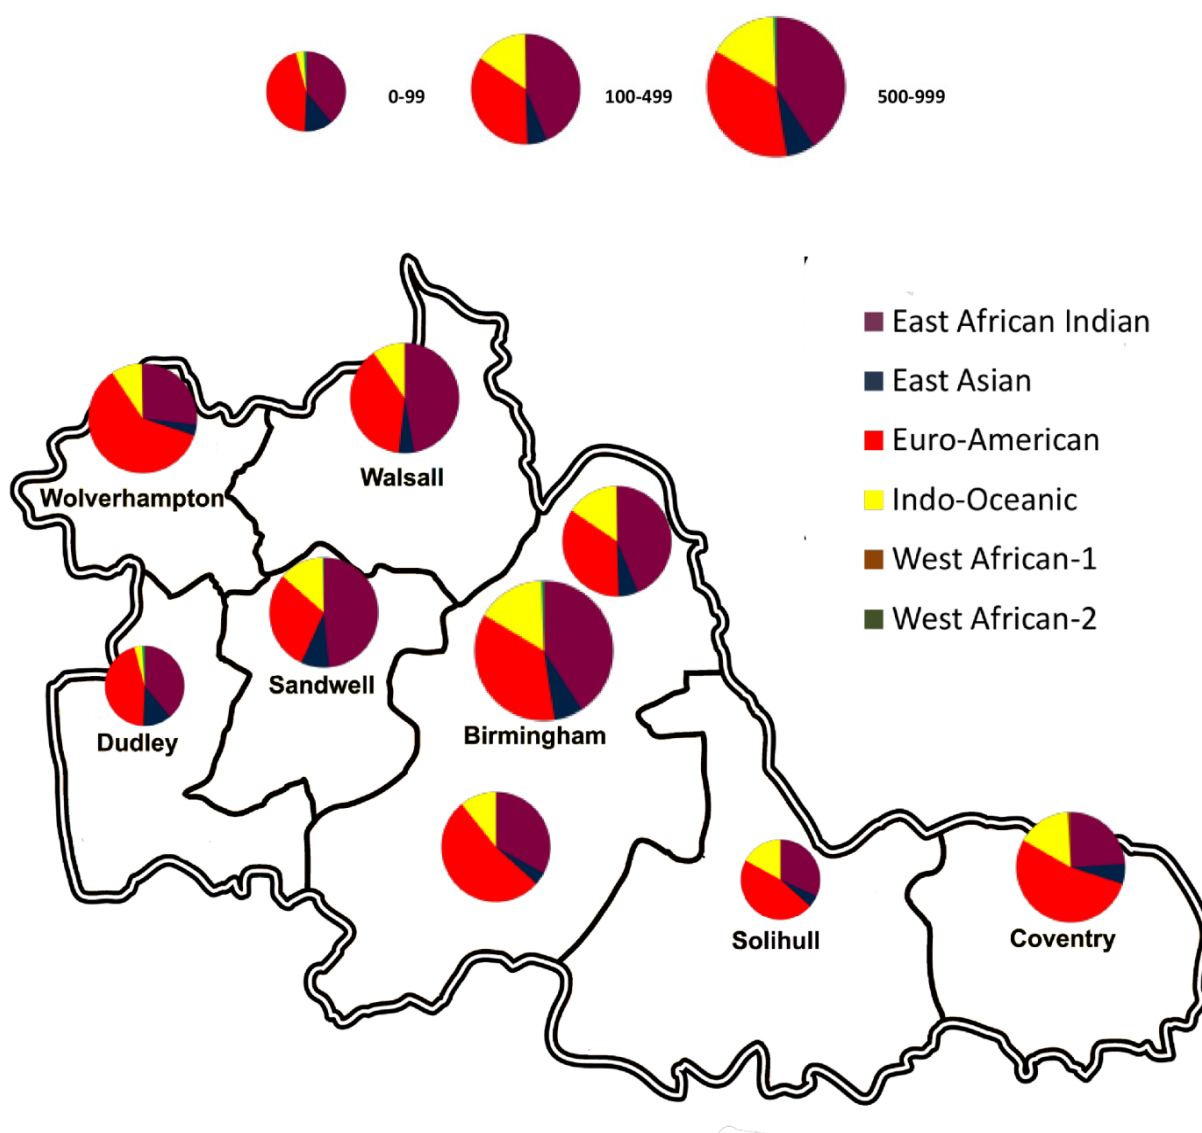 0-99
100-499
500-999
East African Indian
East Asian
Euro-American
Indo-Oceanic
West African-1
West African-2
Walsall
Wolverhampton
Sandwell
Birmingham
Dudley
Solihull
Coventry